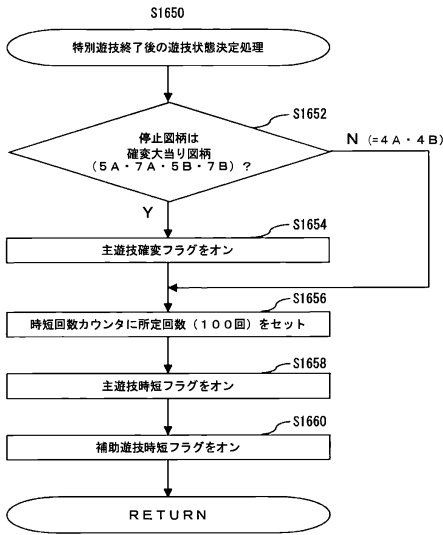 S1650
特別遊技終了後の遊技状態決定処理
S1652
停止図柄は
確変大当り図柄
(5A・7A・5B・7B)?
N (=4A・4B)
Y
S1654
主遊技確変フラグをオン
S1656
時短回数カウンタに所定回数(100回)をセット
S1658
主遊技時短フラグをオン
S1660
補助遊技時短フラグをオン
RETURN